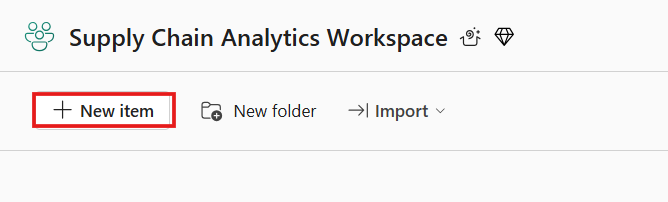 Supply Chain Analytics Workspace
New item New folder Import